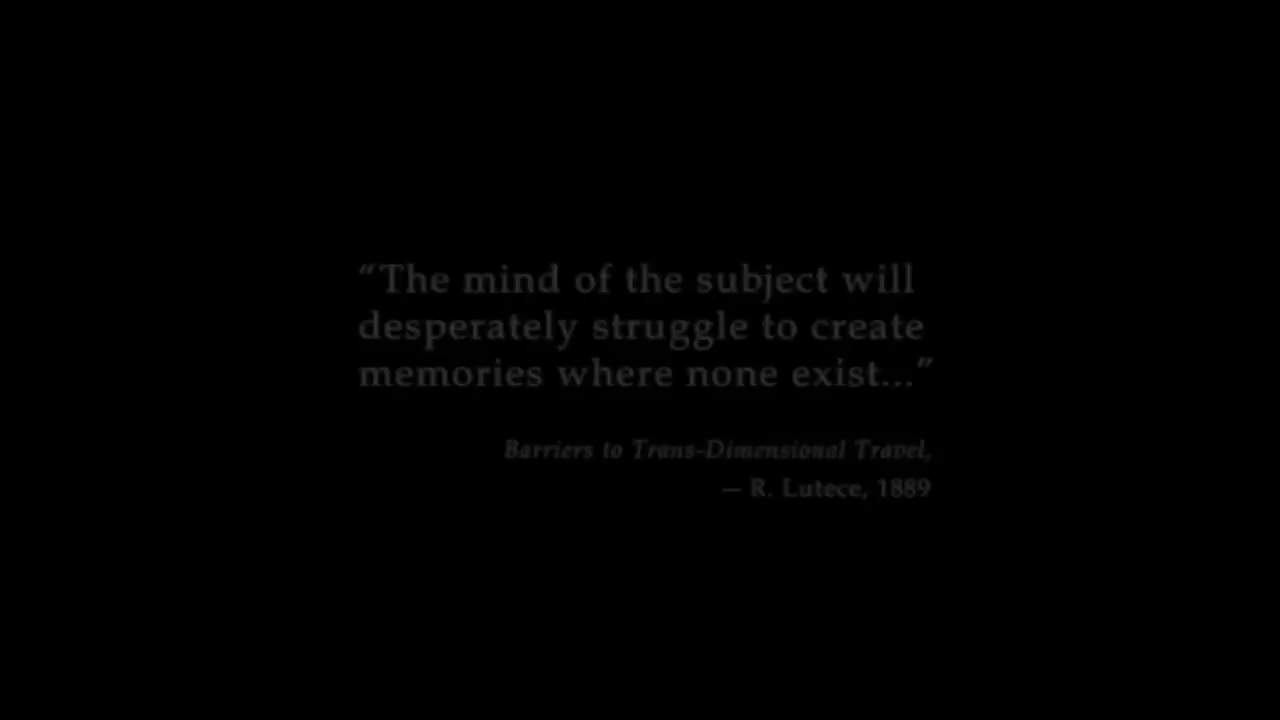 “The mind of the subject will
desperately struggle to create
memories where none exist...”
Barriers to Trans-Dimensional Travel,
— R. Lutece, 1889